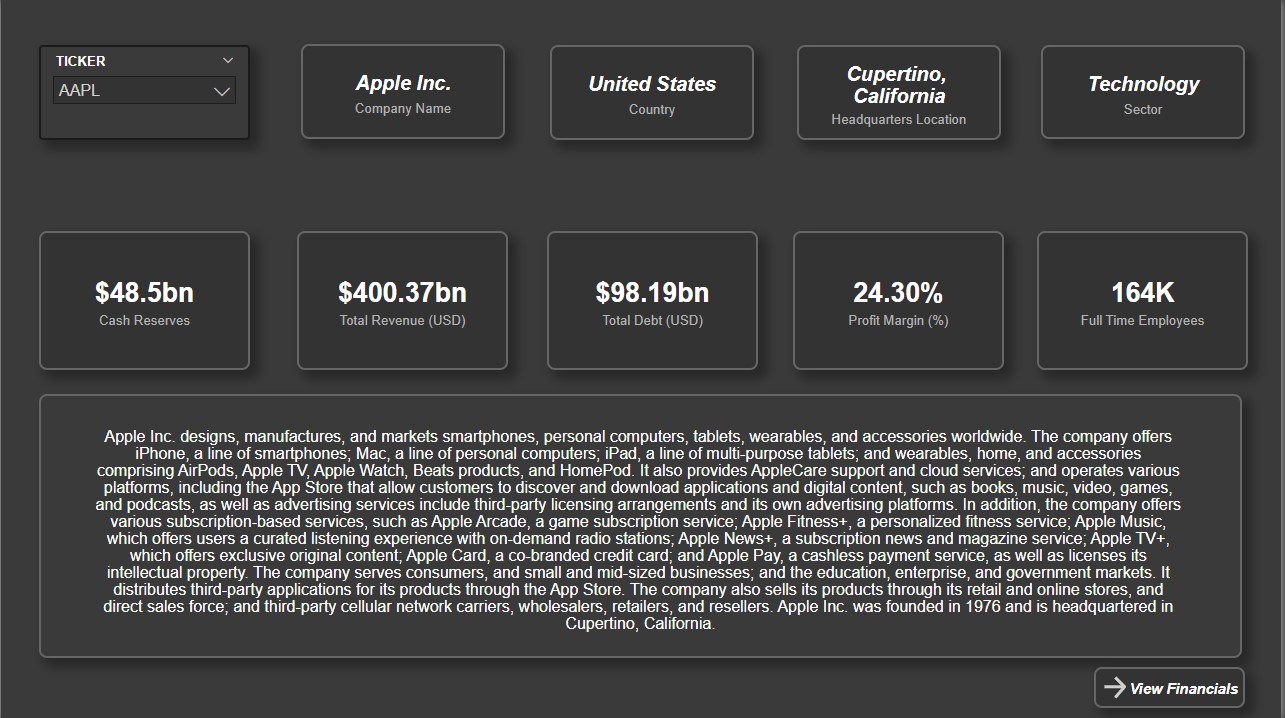 TICKER
AAPL
Apple Inc.
Company Name
United States
Country
Cupertino,
California
Headquarters Location
Technology
Sector
$48.5bn
Cash Reserves
$400.37bn
Total Revenue (USD)
$98.19bn
Total Debt (USD)
24.30%
Profit Margin (%)
164K
Full Time Employees
Apple Inc. designs, manufactures, and markets smartphones, personal computers, tablets, wearables, and accessories worldwide. The company offers
iPhone, a line of smartphones; Mac, a line of personal computers; iPad, a line of multi-purpose tablets; and wearables, home, and accessories
comprising AirPods, Apple TV, Apple Watch, Beats products, and HomePod. It also provides AppleCare support and cloud services; and operates various
platforms, including the App Store that allow customers to discover and download applications and digital content, such as books, music, video, games,
and podcasts, as well as advertising services include third-party licensing arrangements and its own advertising platforms. In addition, the company offers
various subscription-based services, such as Apple Arcade, a game subscription service; Apple Fitness+, a personalized fitness service; Apple Music,
which offers users a curated listening experience with on-demand radio stations; Apple News+, a subscription news and magazine service; Apple TV+,
which offers exclusive original content; Apple Card, a co-branded credit card; and Apple Pay, a cashless payment service, as well as licenses its
intellectual property. The company serves consumers, and small and mid-sized businesses; and the education, enterprise, and government markets. It
distributes third-party applications for its products through the App Store. The company also sells its products through its retail and online stores, and
direct sales force; and third-party cellular network carriers, wholesalers, retailers, and resellers. Apple Inc. was founded in 1976 and is headquartered in
Cupertino, California.
View Financials